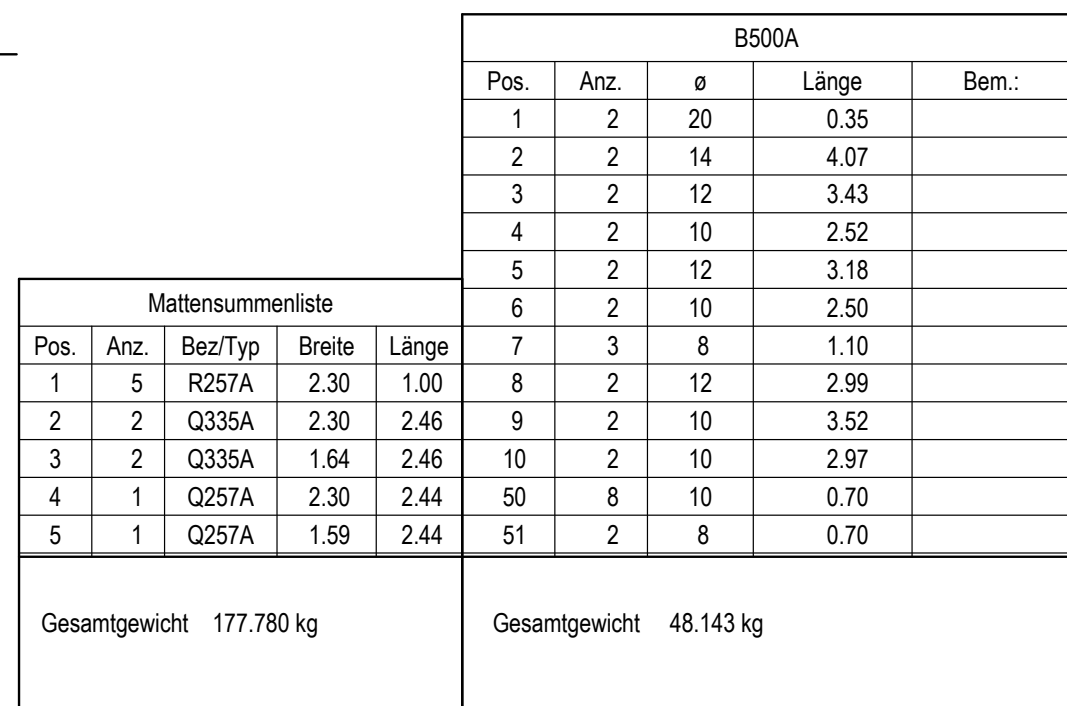 B500A
Pos. Anz. ø Länge Bem.:
1 2 20 0.35
2 2 14 4.07
3 2 12 3.43
4 2 10 2.52
5 2 12 3.18
6 2 10 2.50
7 3 8 1.10
8 2 12 2.99
9 2 10 3.52
10 2 10 2.97
50 8 10 0.70
51 2 8 0.70
Gesamtgewicht 48.143 kg
Mattensummenliste
Pos. Anz. Bez/Typ Breite Länge
1 5 R257A 2.30 1.00
2 2 Q335A 2.30 2.46
3 2 Q335A 1.64 2.46
4 1 Q257A 2.30 2.44
5 1 Q257A 1.59 2.44
Gesamtgewicht 177.780 kg